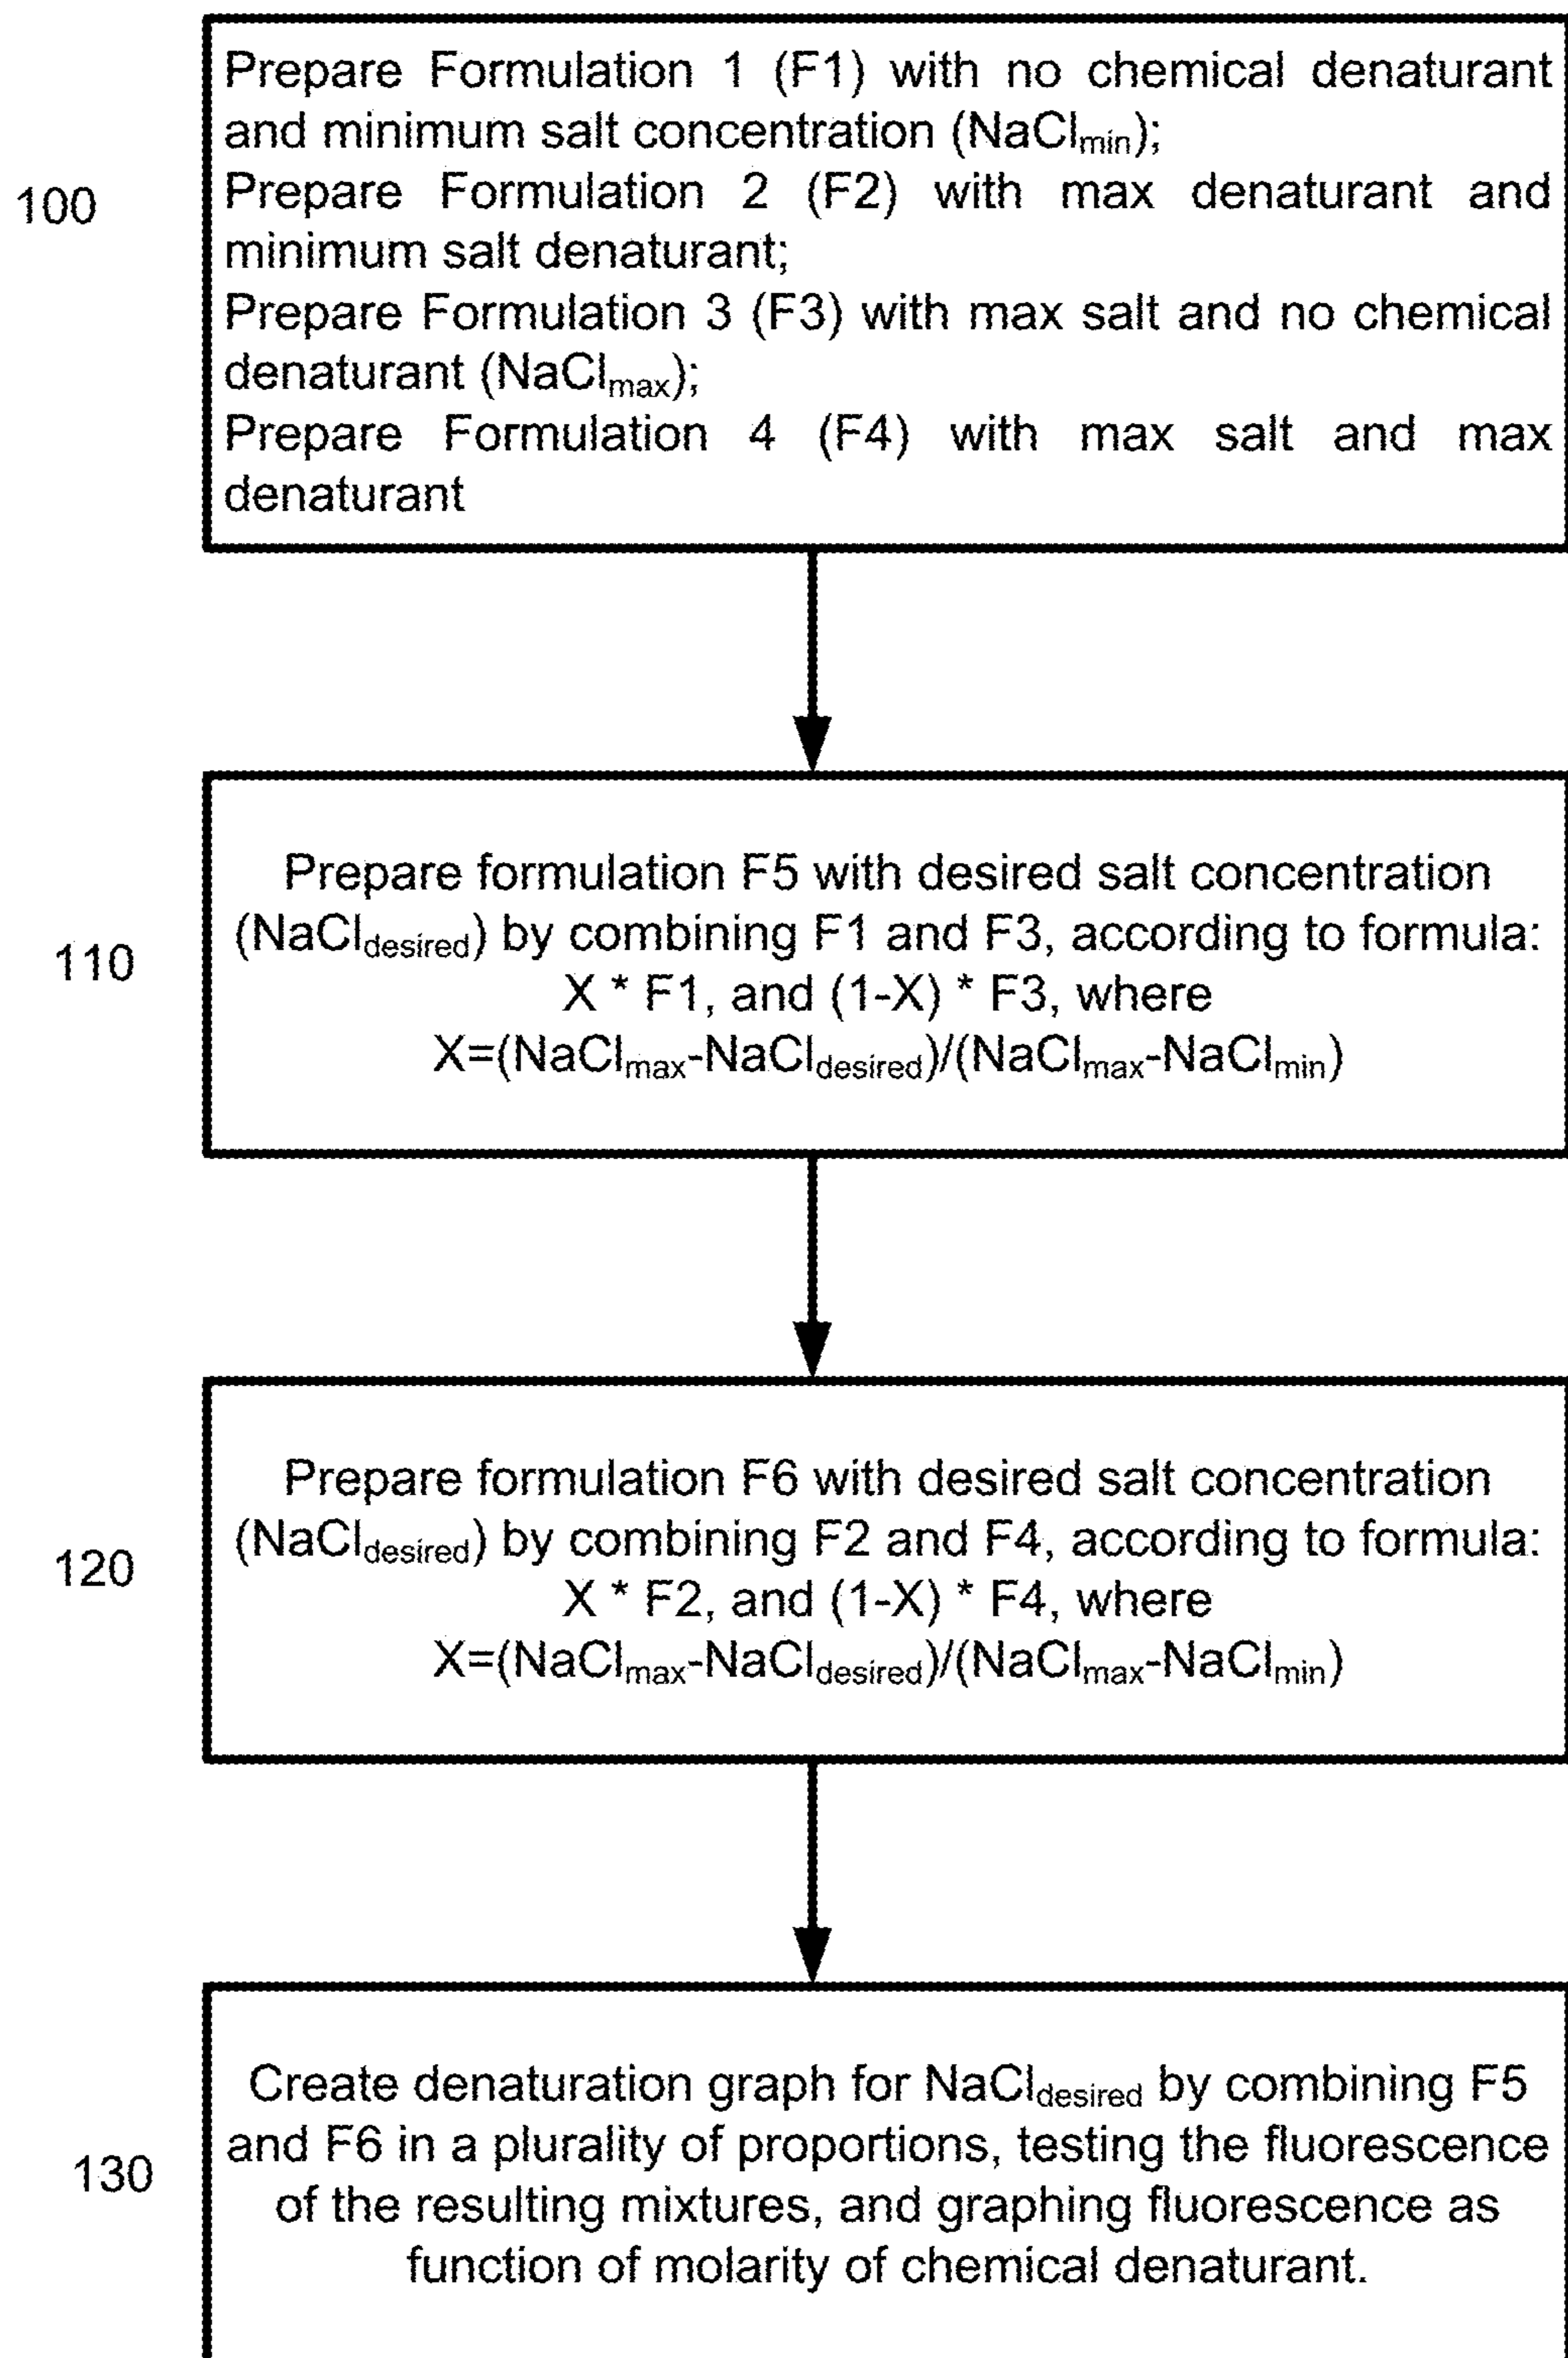 100
Prepare Formulation 1 (F1) with no chemical denaturant
and minimum salt concentration (NaClmin);
Prepare Formulation 2 (F2) with max denaturant and
minimum salt denaturant;
Prepare Formulation 3 (F3) with max salt and no chemical
denaturant (NaClmax);
Prepare Formulation 4 (F4) with max salt and max
denaturant
110
Prepare formulation F5 with desired salt concentration
(NaCldesired) by combining F1 and F3, according to formula:
X * F1, and (1-X) * F3, where
X=(NaClmax-NaCldesired)/(NaClmax-NaClmin)
120
Prepare formulation F6 with desired salt concentration
(NaCldesired) by combining F2 and F4, according to formula:
X * F2, and (1-X) * F4, where
X=(NaClmax-NaCldesired)/(NaClmax-NaClmin)
130
Create denaturation graph for NaCldesired by combining F5
and F6 in a plurality of proportions, testing the fluorescence
of the resulting mixtures, and graphing fluorescence as
function of molarity of chemical denaturant.